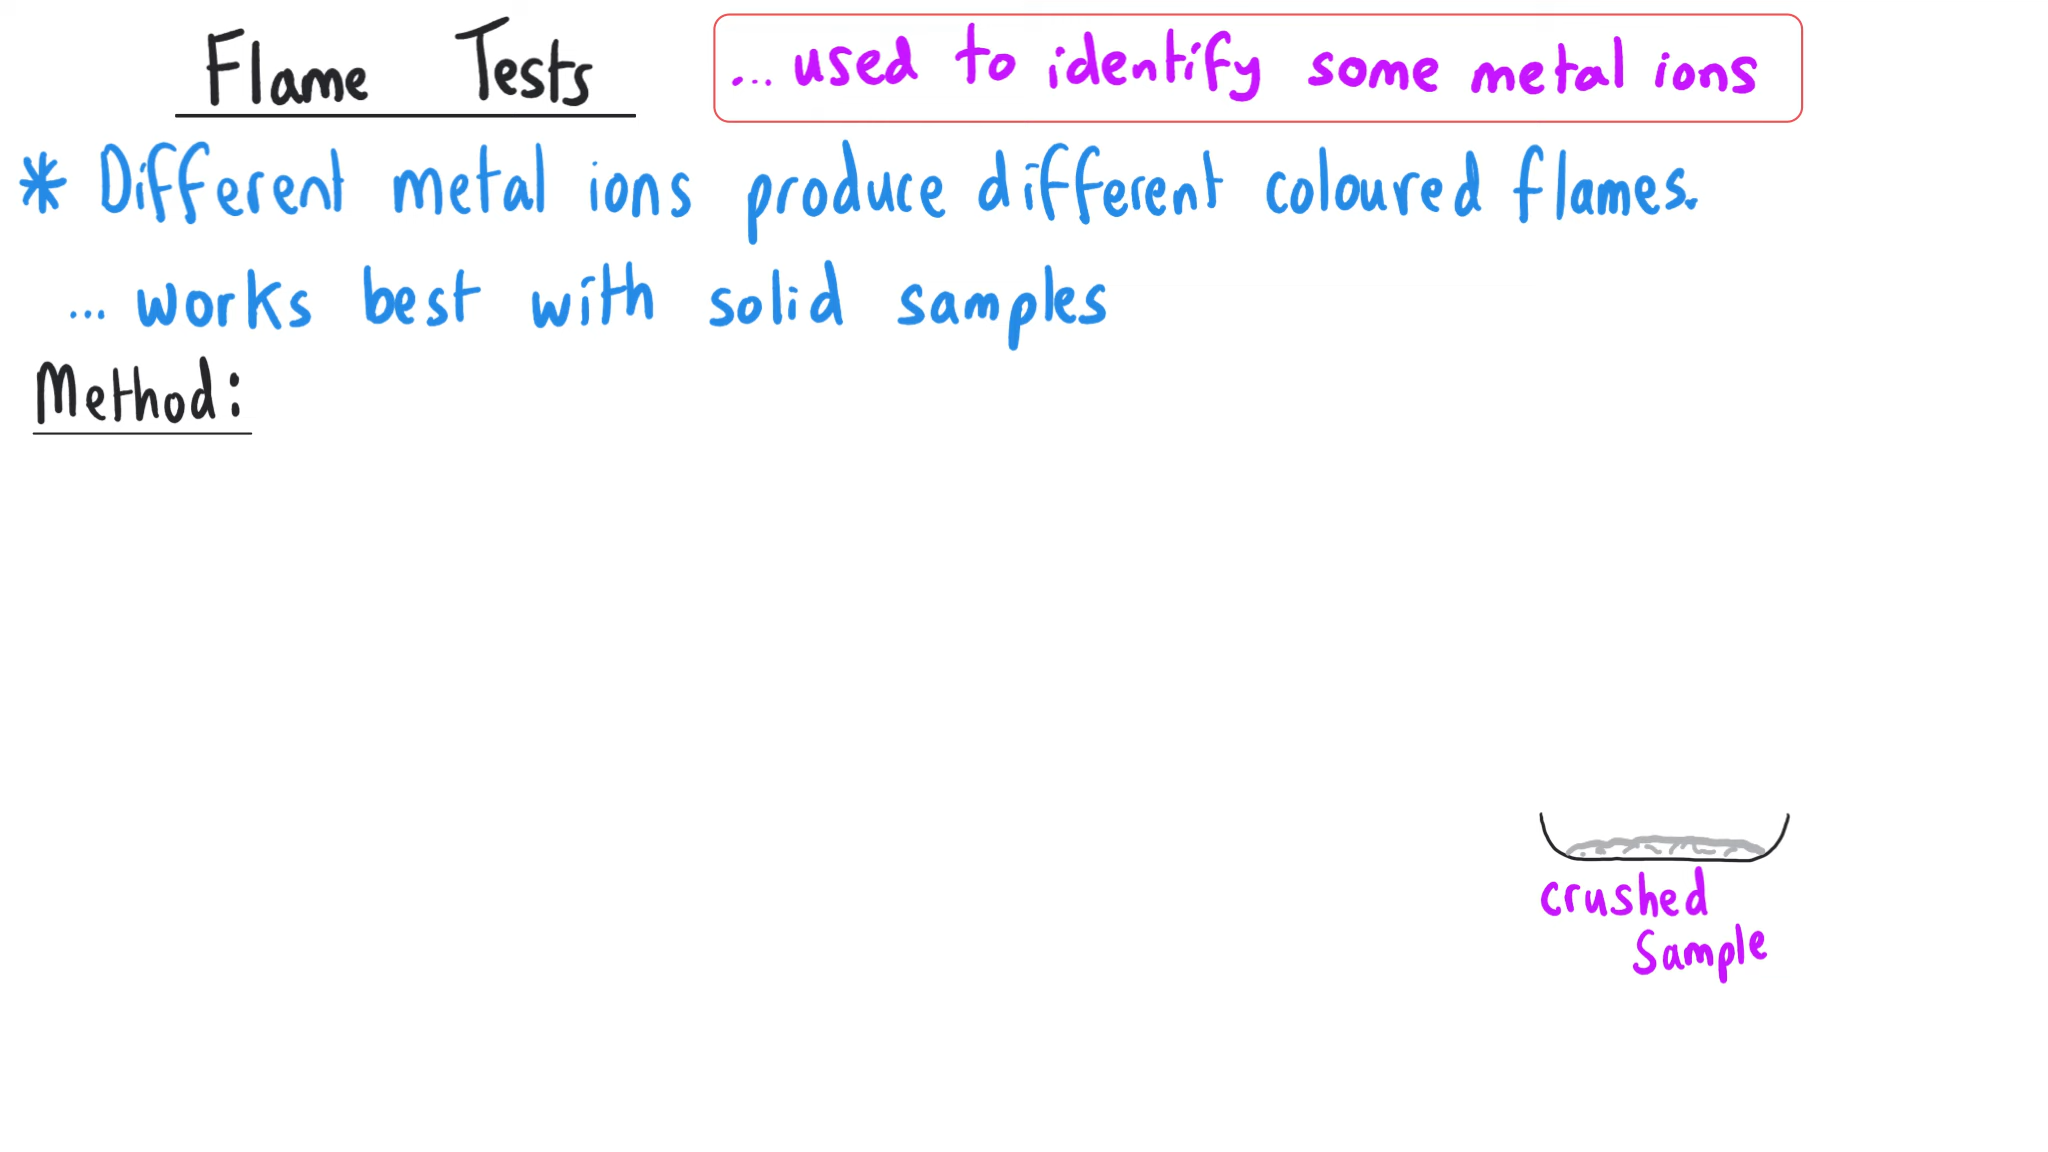 Flame Tests ... used to identify some metal ions
* Different metal ions produce different coloured flames.
... works best with solid samples
Method:
crushed
sample